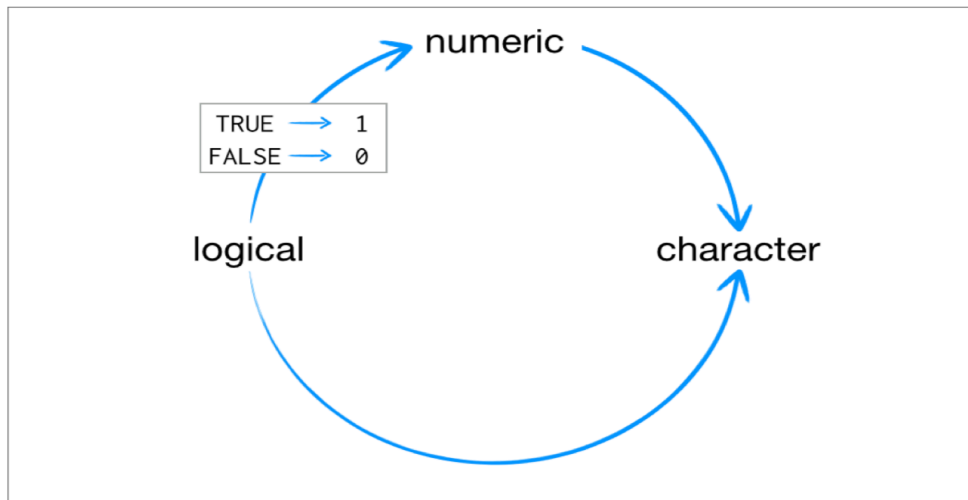 numeric
TRUE → 1
FALSE → 0
logical
character